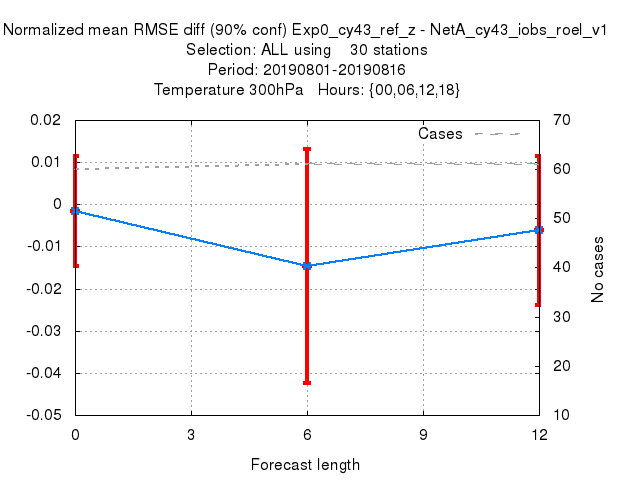 Normalized mean RMSE diff (90% conf) Exp0_cy43_ref_z - NetA_cy43_iobs_roel_v1
Selection: ALL using 30 stations
Period: 20190801-20190816
Temperature 300hPa Hours: {00,06,12,18}
Cases
0.02
0.01
0
-0.01
-0.02
-0.03
-0.04
-0.05
70
60
50
40
30
20
10
No cases
0 3 6 9 12
Forecast length